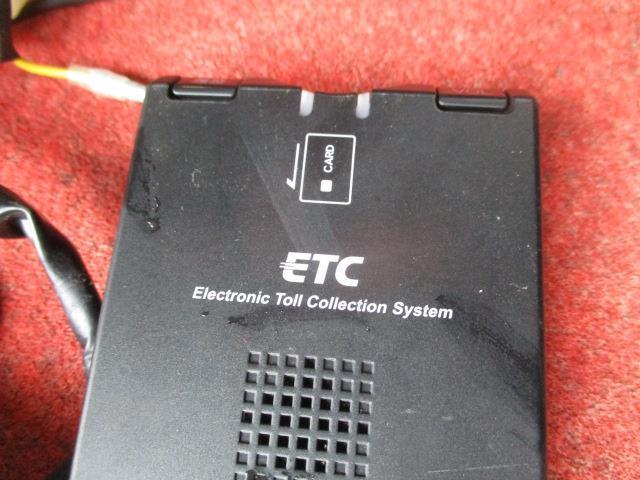 CARD
ETC
Electronic Toll Collection System